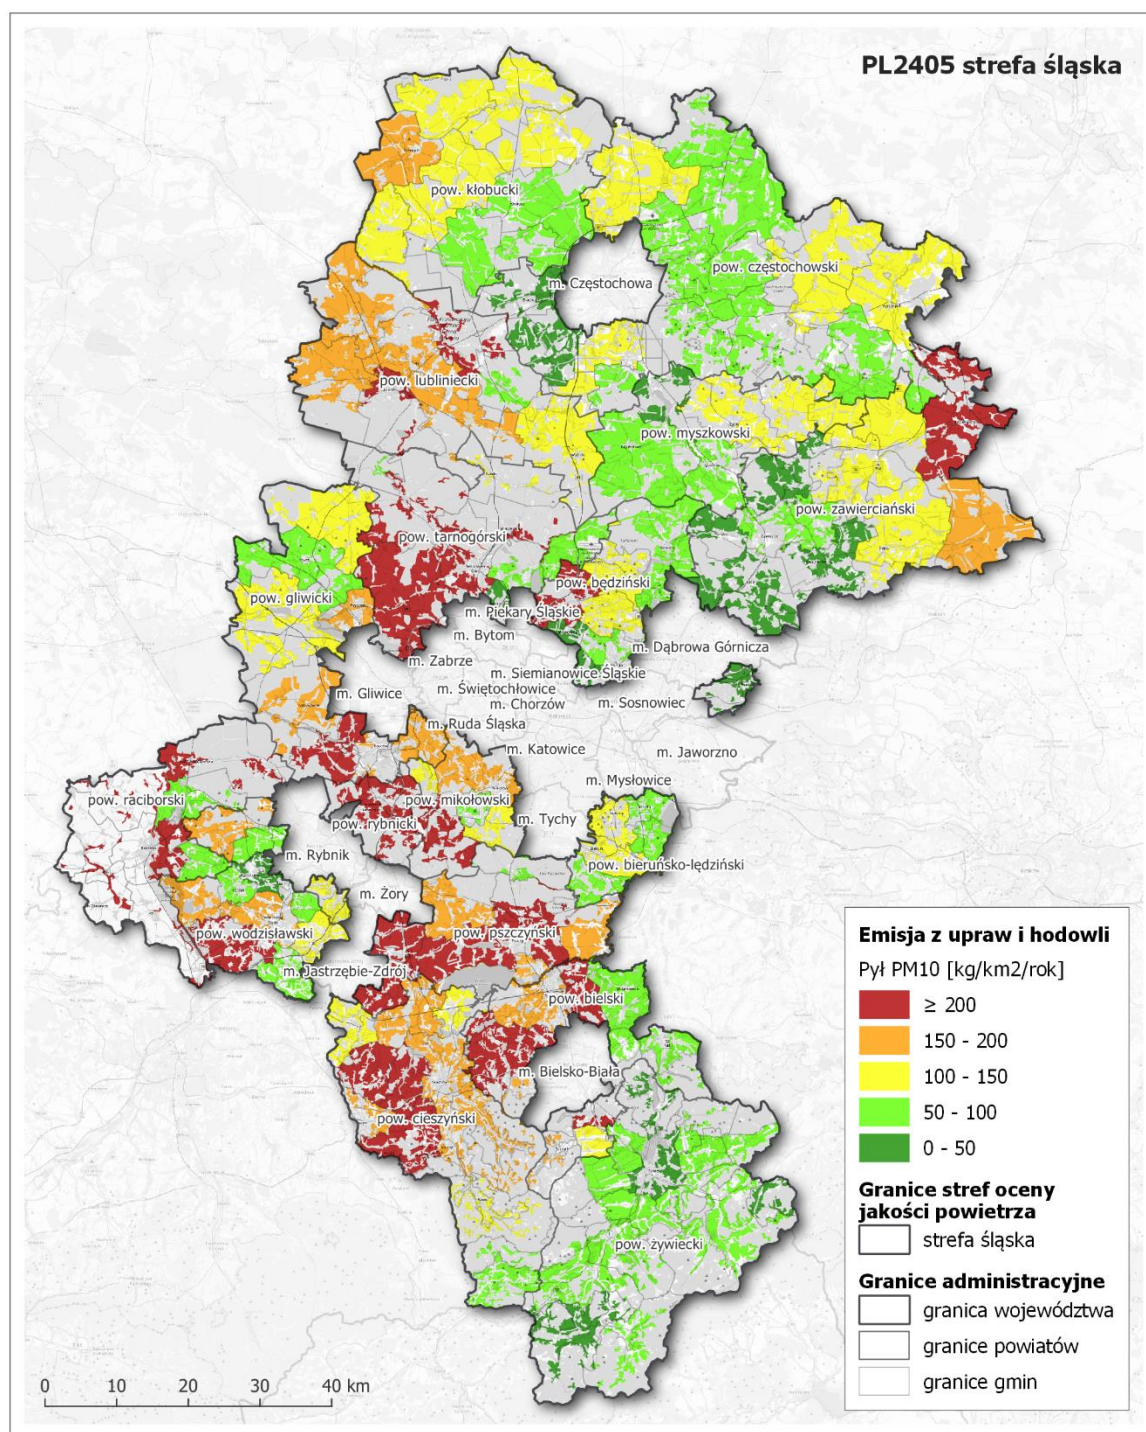 PL2405 strefa śląska
pow. kłobucki
pow. częstochowski
m. Częstochowa
pow. lubliniecki
pow. myszkowski
pow. zawierciański
pow. tarnogórski
pow. będziński
pow. gliwicki
m. Piekary Śląskie
m. Bytom
m. Dąbrowa Górnicza
m. Zabrze
m. Siemianowice Śląskie
m. Świętochłowice
m. Gliwice
m. Chorzów
m. Sosnowiec
m. Ruda Śląska
m. Katowice
m. Jaworzno
m. Mysłowice
pow. raciborski
pow. mikołowski
m. Tychy
pow. rybnicki
m. Rybnik
pow. bieruńsko-lędziński
m. Żory
pow. wodzisławski
pow. pszczyński
m. Jastrzębie-Zdrój
pow. bielski
m. Bielsko-Biała
pow. cieszyński
pow. żywiecki
Emisja z upraw i hodowli
Pył PM10 [kg/km2/rok]
≥ 200
150 - 200
100 - 150
50 - 100
0 - 50
Granice stref oceny
jakości powietrza
strefa śląska
Granice administracyjne
granica województwa
granice powiatów
granice gmin
0 10 20 30 40 km